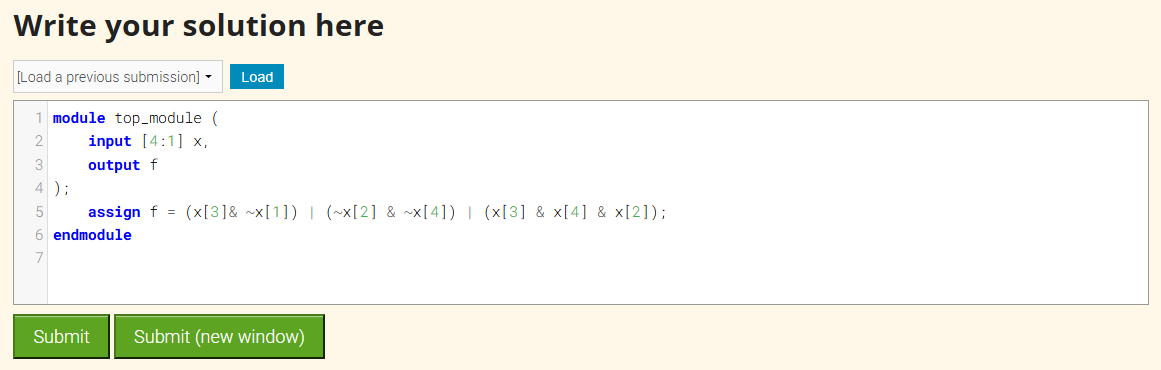 Write your solution here
[Load a previous submission] Load
1 module top_module (
2     input [4:1] x,
3     output f
4 );
5     assign f = (x[3]& ~x[1]) | (~x[2] & ~x[4]) | (x[3] & x[4] & x[2]);
6 endmodule
7
Submit Submit (new window)